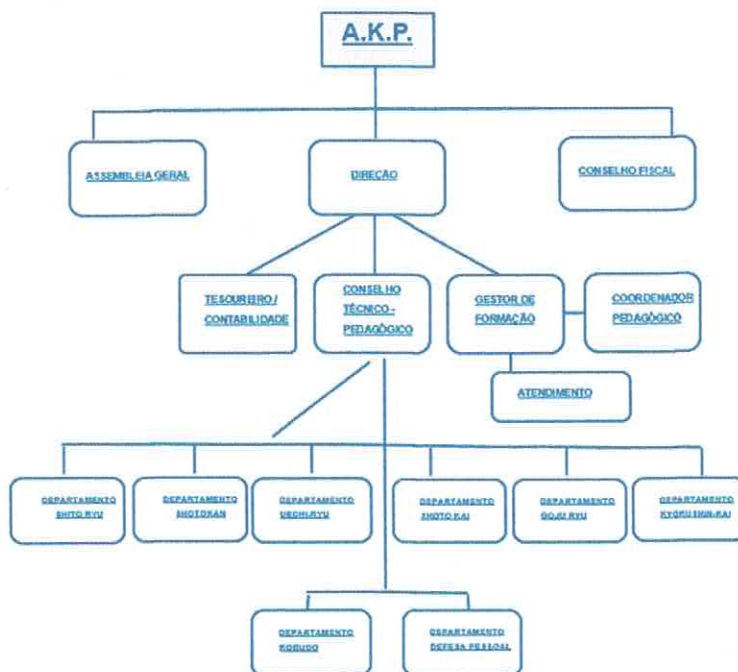 A.K.P.
ASSEMBLEIA GERAL
DIREÇÃO
CONSELHO FISCAL
TESOUREIRO /
CONTABILIDADE
CONSELHO
TÉCNICO -
PEDAGÓGICO
GESTOR DE
FORMAÇÃO
COORDENADOR
PEDAGÓGICO
ATENDIMENTO
DEPARTAMENTO
SHITO RYU
DEPARTAMENTO
SHOTOKAN
DEPARTAMENTO
UECHI-RYU
DEPARTAMENTO
SHOTO KAI
DEPARTAMENTO
GOJU RYU
DEPARTAMENTO
KYOKUSHIN-KAI
DEPARTAMENTO
KOBUDO
DEPARTAMENTO
DEFESA PESSOAL